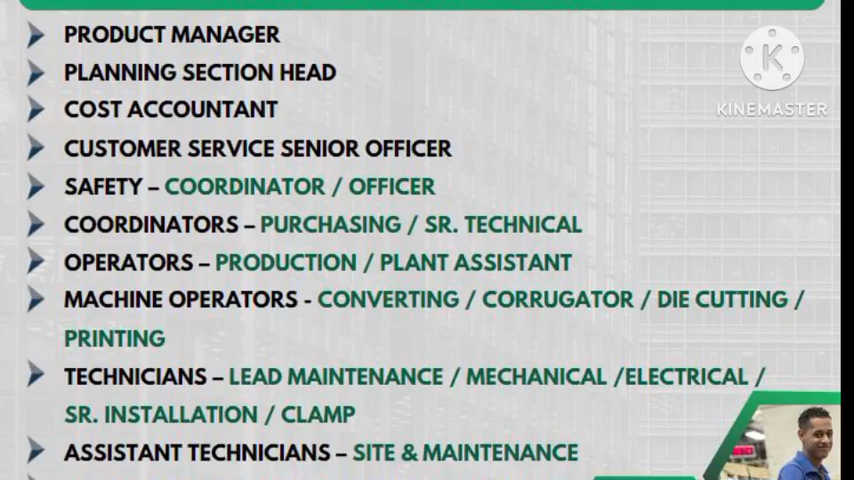 PRODUCT MANAGER
PLANNING SECTION HEAD
COST ACCOUNTANT
CUSTOMER SERVICE SENIOR OFFICER
SAFETY – COORDINATOR / OFFICER
COORDINATORS – PURCHASING / SR. TECHNICAL
OPERATORS – PRODUCTION / PLANT ASSISTANT
MACHINE OPERATORS - CONVERTING / CORRUGATOR / DIE CUTTING /
PRINTING
TECHNICIANS – LEAD MAINTENANCE / MECHANICAL /ELECTRICAL /
SR. INSTALLATION / CLAMP
ASSISTANT TECHNICIANS – SITE & MAINTENANCE
K
KINEMASTER